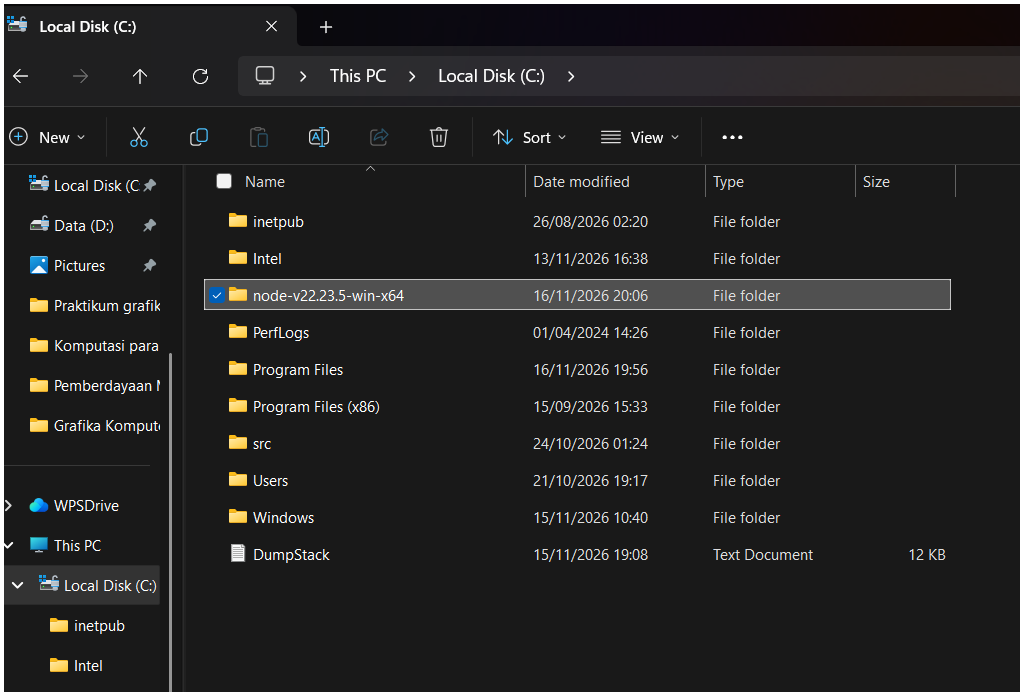 Local Disk (C:)
This PC
Local Disk (C:)
New
Sort
View
Local Disk (C
Data (D:)
Pictures
Praktikum grafik
Komputasi para
Pemberdayaan M
Grafika Kompute
WPSDrive
This PC
Local Disk (C:)
inetpub
Intel
Name Date modified Type Size
inetpub 26/08/2026 02:20 File folder
Intel 13/11/2026 16:38 File folder
node-v22.23.5-win-x64 16/11/2026 20:06 File folder
PerfLogs 01/04/2024 14:26 File folder
Program Files 16/11/2026 19:56 File folder
Program Files (x86) 15/09/2026 15:33 File folder
src 24/10/2026 01:24 File folder
Users 21/10/2026 19:17 File folder
Windows 15/11/2026 10:40 File folder
DumpStack 15/11/2026 19:08 Text Document 12 KB